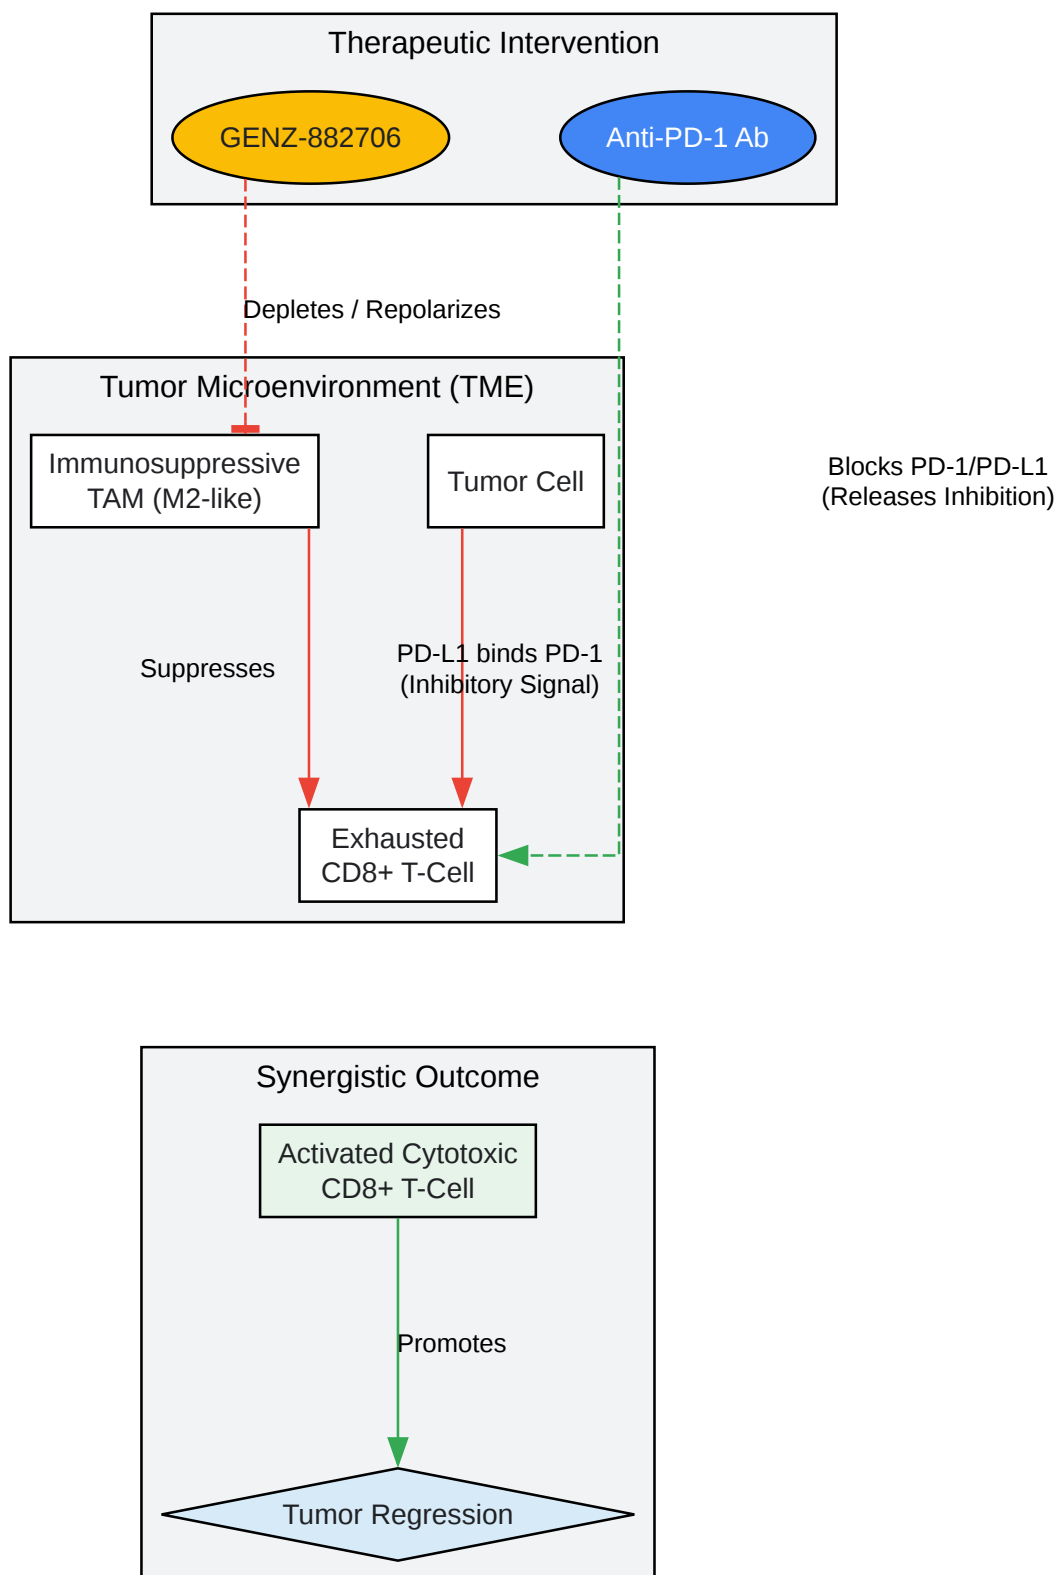 Therapeutic Intervention
GENZ-882706
Anti-PD-1 Ab
Depletes / Repolarizes
Tumor Microenvironment (TME)
Immunosuppressive
TAM (M2-like)
Tumor Cell
Blocks PD-1/PD-L1
(Releases Inhibition)
Suppresses
PD-L1 binds PD-1
(Inhibitory Signal)
Exhausted
CD8+ T-Cell
Synergistic Outcome
Activated Cytotoxic
CD8+ T-Cell
Promotes
Tumor Regression